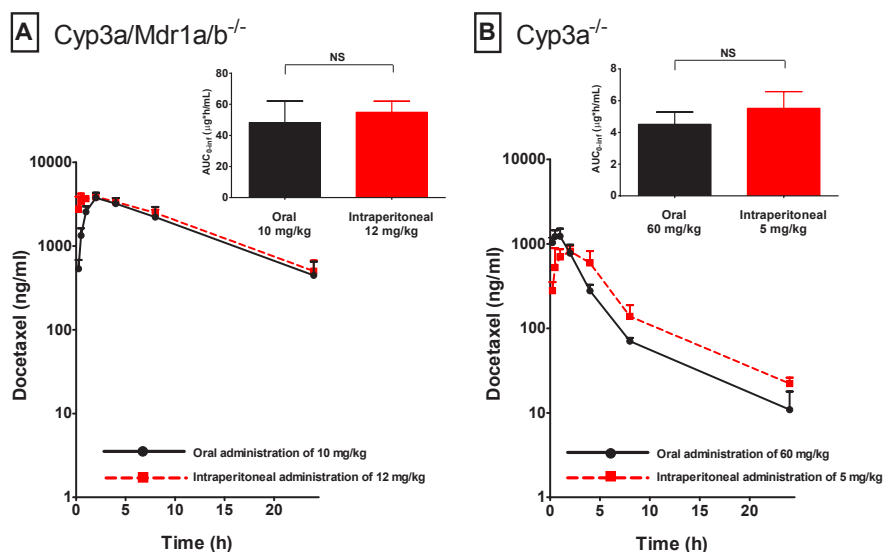 A Cyp3a/Mdr1a/b-/-
NS
AUC0-inf (µg*h/mL)
80
60
40
20
0
Oral
10 mg/kg
Intraperitoneal
12 mg/kg
Docetaxel (ng/ml)
10000
1000
100
10
1
Oral administration of 10 mg/kg
Intraperitoneal administration of 12 mg/kg
0 5 10 15 20
Time (h)
B Cyp3a-/-
NS
AUC0-inf (µg*h/mL)
8
6
4
2
0
Oral
60 mg/kg
Intraperitoneal
5 mg/kg
Docetaxel (ng/ml)
10000
1000
100
10
1
Oral administration of 60 mg/kg
Intraperitoneal administration of 5 mg/kg
0 5 10 15 20
Time (h)